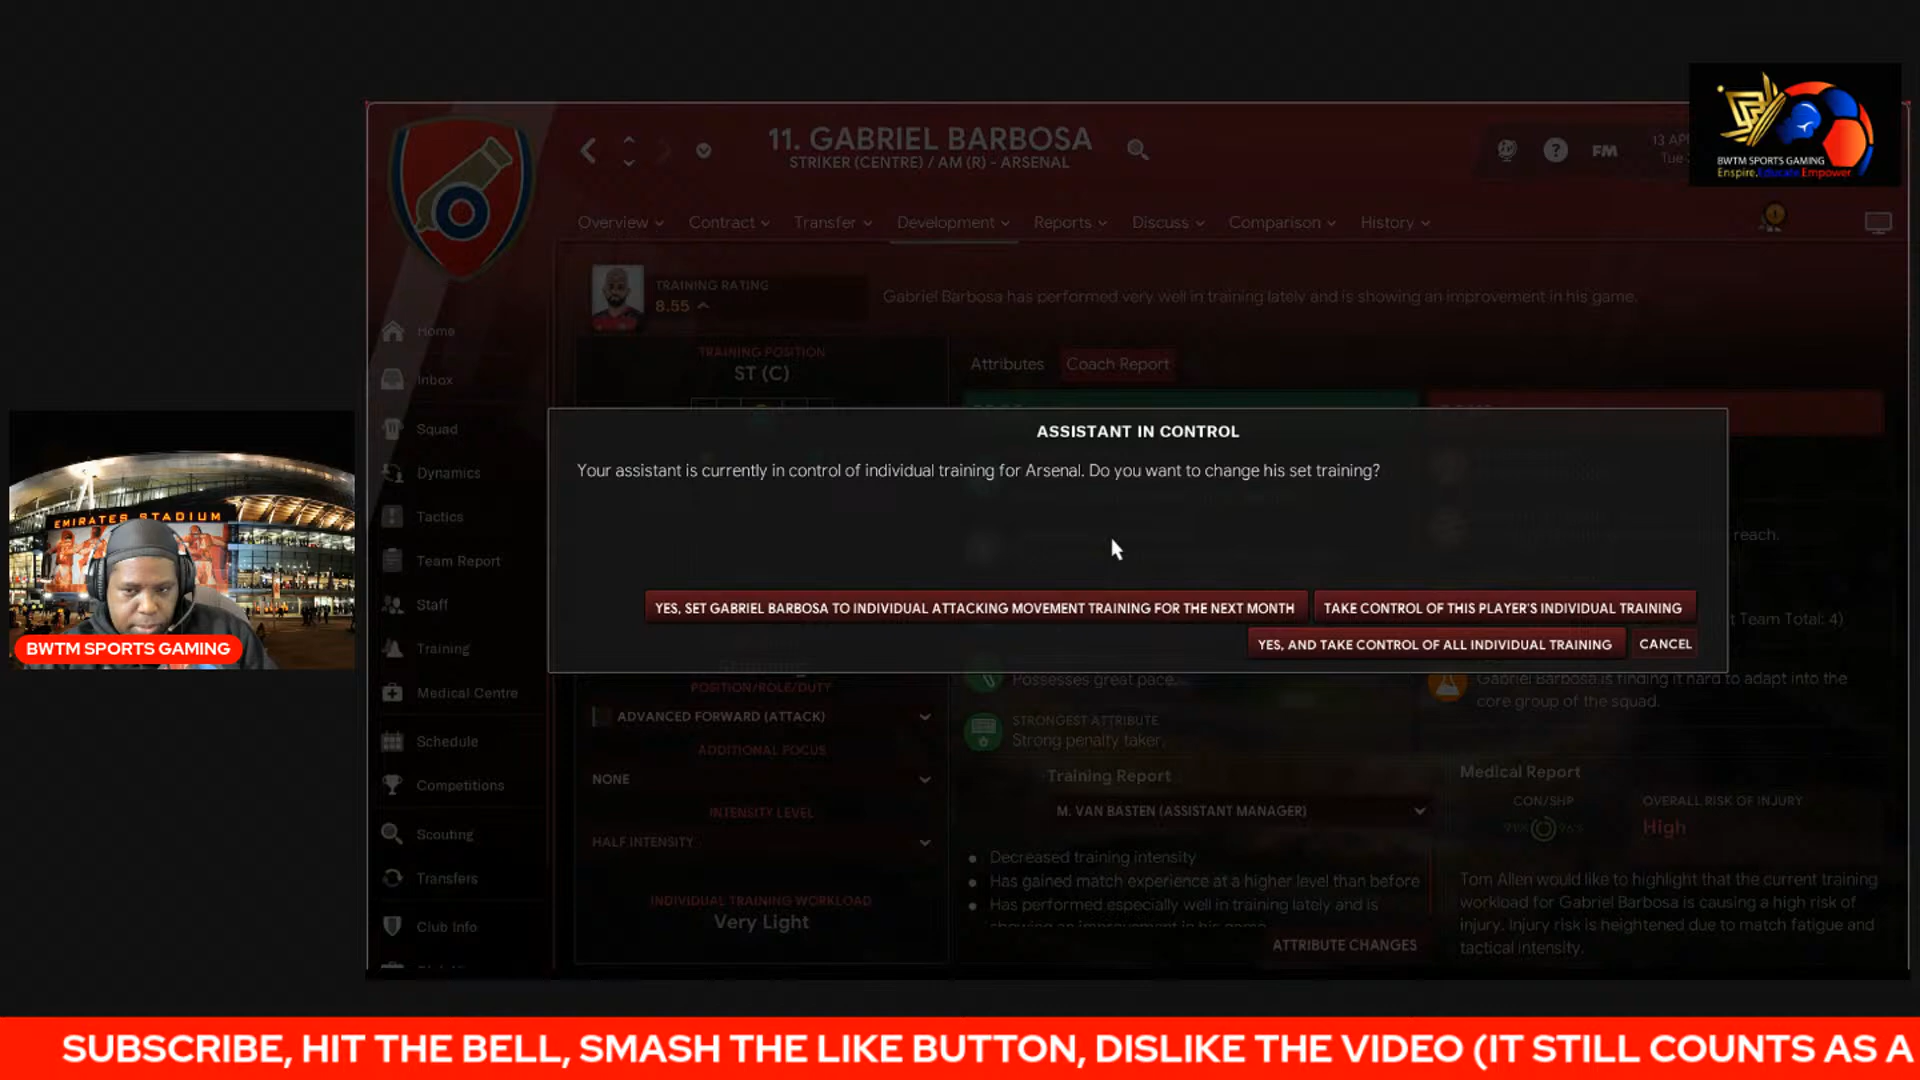 11. GABRIEL BARBOSA
STRIKER (CENTRE) / AM (R) - ARSENAL
FM
13 AP
Tue
BWTM SPORTS GAMING
Enspire.Educate.Empower
Overview
Contract
Transfer
Development
Reports
Discuss
Comparison
History
TRAINING RATING
8.55
Gabriel Barbosa has performed very well in training lately and is showing an improvement in his game.
TRAINING POSITION
ST (C)
Attributes
Coach Report
Home
Inbox
Squad
Dynamics
Tactics
Team Report
Staff
Training
Medical Centre
Schedule
Competitions
Scouting
Transfers
Club Info
EMIRATES STADIUM
BWTM SPORTS GAMING
ASSISTANT IN CONTROL
Your assistant is currently in control of individual training for Arsenal. Do you want to change his set training?
YES, SET GABRIEL BARBOSA TO INDIVIDUAL ATTACKING MOVEMENT TRAINING FOR THE NEXT MONTH
TAKE CONTROL OF THIS PLAYER'S INDIVIDUAL TRAINING
YES, AND TAKE CONTROL OF ALL INDIVIDUAL TRAINING
CANCEL
reach.
t Team Total: 4)
POSITION/ROLE/DUTY
ADVANCED FORWARD (ATTACK)
ADDITIONAL FOCUS
NONE
INTENSITY LEVEL
HALF INTENSITY
INDIVIDUAL TRAINING WORKLOAD
Very Light
Possesses great pace.
STRONGEST ATTRIBUTE
Strong penalty taker.
Gabriel Barbosa is finding it hard to adapt into the
core group of the squad.
Training Report
M. VAN BASTEN (ASSISTANT MANAGER)
Decreased training intensity
Has gained match experience at a higher level than before
Has performed especially well in training lately and is
showing an improvement in his game
ATTRIBUTE CHANGES
Medical Report
CON/SHP
OVERALL RISK OF INJURY
High
Tom Allen would like to highlight that the current training
workload for Gabriel Barbosa is causing a high risk of
injury. Injury risk is heightened due to match fatigue and
tactical intensity.
SUBSCRIBE, HIT THE BELL, SMASH THE LIKE BUTTON, DISLIKE THE VIDEO (IT STILL COUNTS AS A